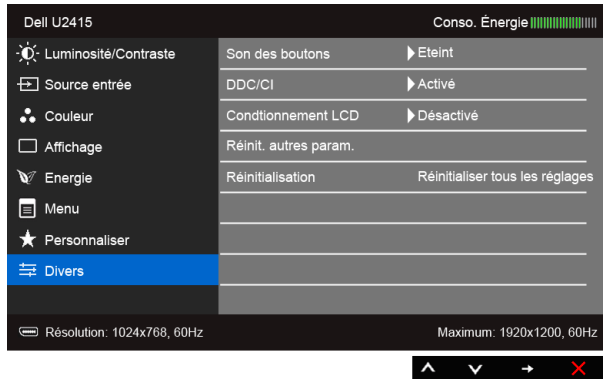 Dell U2415 Conso. Énergie
Luminosité/Contraste Son des boutons Eteint
Source entrée DDC/CI Activé
Couleur Condtionnement LCD Désactivé
Affichage Réinit. autres param.
Energie Réinitialisation Réinitialiser tous les réglages
Menu
Personnaliser
Divers
Résolution: 1024x768, 60Hz Maximum: 1920x1200, 60Hz